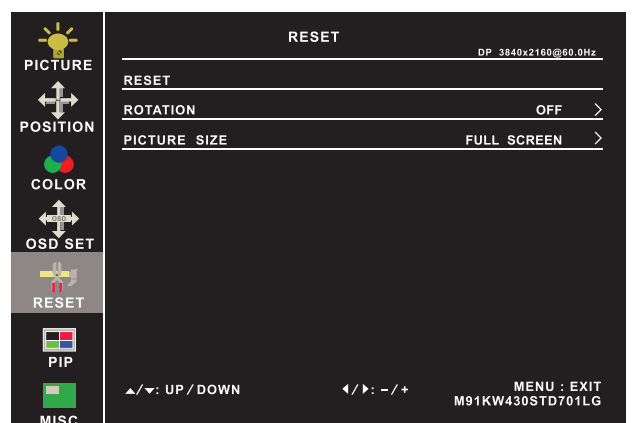 RESET
DP 3840x2160@60.0Hz
PICTURE
POSITION
COLOR
OSD
OSD SET
RESET
PIP
MISC
RESET
ROTATION OFF >
PICTURE SIZE FULL SCREEN >
▲/▼: UP / DOWN ◀/▶: – / + MENU : EXIT
M91KW430STD701LG